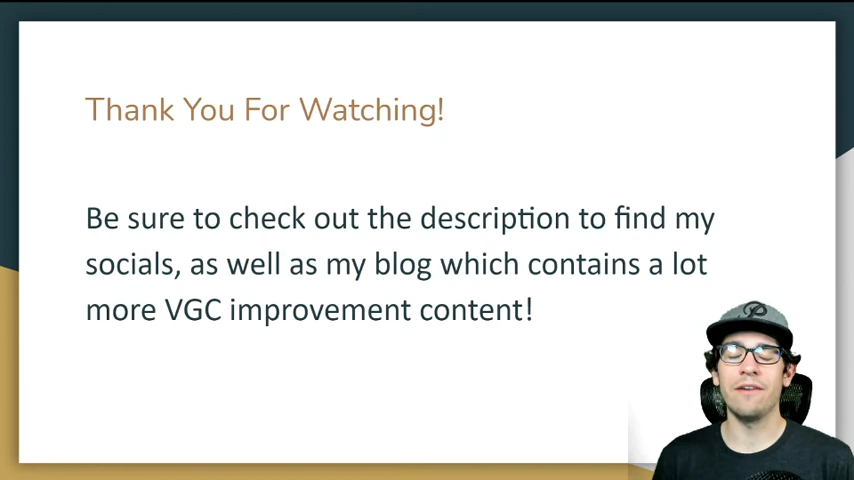 Thank You For Watching!
Be sure to check out the description to find my
socials, as well as my blog which contains a lot
more VGC improvement content!